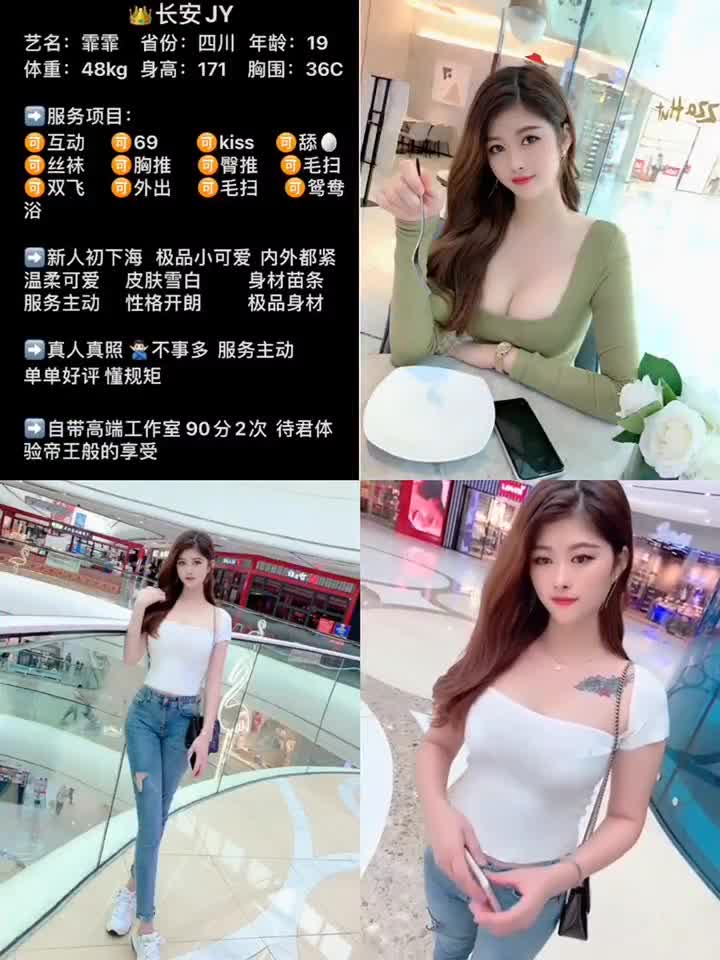 👑长安JY
艺名：霏霏 省份：四川 年龄：19
体重：48kg 身高：171 胸围：36C
➡️服务项目：
🉑互动 🉑69 🉑kiss 🉑舔🥚
🉑丝袜 🉑胸推 🉑臀推 🉑毛扫
🉑双飞 🉑外出 🉑毛扫 🉑鸳鸯
浴
➡️新人初下海 极品小可爱 内外都紧
温柔可爱 皮肤雪白 身材苗条
服务主动 性格开朗 极品身材
➡️真人真照 🙅🏻‍♂️不事多 服务主动
单单好评 懂规矩
➡️自带高端工作室 90分2次 待君体
验帝王般的享受